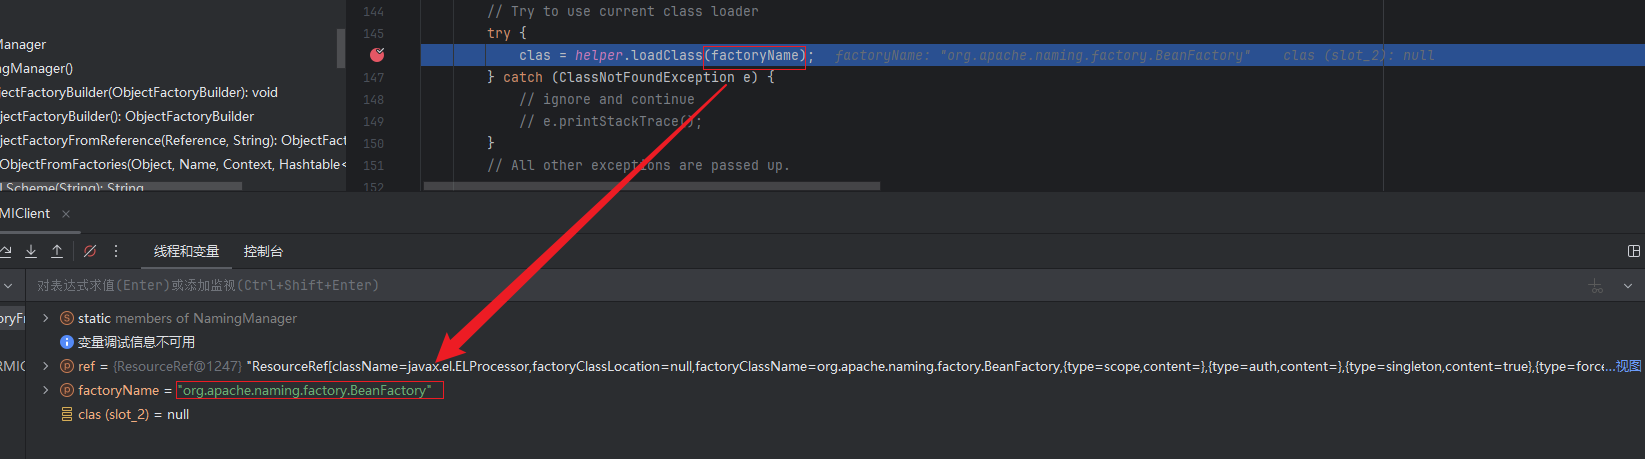 144 // Try to use current class loader
Manager
145 try {
ngManager()
clas = helper.loadClass(factoryName); factoryName: "org.apache.naming.factory.BeanFactory" clas (slot_2): null
147 } catch (ClassNotFoundException e) {
jectFactoryBuilder(ObjectFactoryBuilder): void
148 // ignore and continue
jectFactoryBuilder(): ObjectFactoryBuilder
149 // e.printStackTrace();
jectFactoryFromReference(Reference, String): ObjectFact
150 }
ObjectFromFactories(Object, Name, Context, Hashtable<
151 // All other exceptions are passed up.
LScheme(String): String
152
MIClient ×
线程和变量 控制台
对表达式求值(Enter)或添加监视(Ctrl+Shift+Enter)
oryFr
static members of NamingManager
变量调试信息不可用
RMIC
ref = {ResourceRef@1247} "ResourceRef[className=javax.el.ELProcessor,factoryClassLocation=null,factoryClassName=org.apache.naming.factory.BeanFactory,{type=scope,content=},{type=auth,content=},{type=singleton,content=true},{type=force ...视图
factoryName = "org.apache.naming.factory.BeanFactory"
clas (slot_2) = null